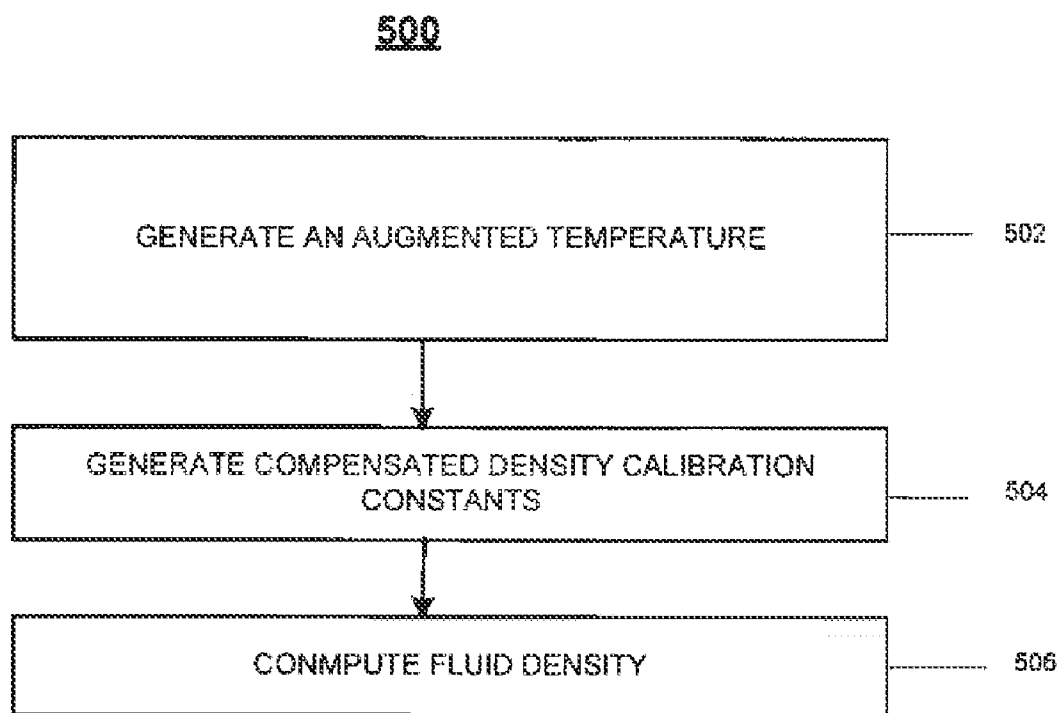 500
GENERATE AN AUGMENTED TEMPERATURE
502
GENERATE COMPENSATED DENSITY CALIBRATION
CONSTANTS
504
CONMPUTE FLUID DENSITY
506